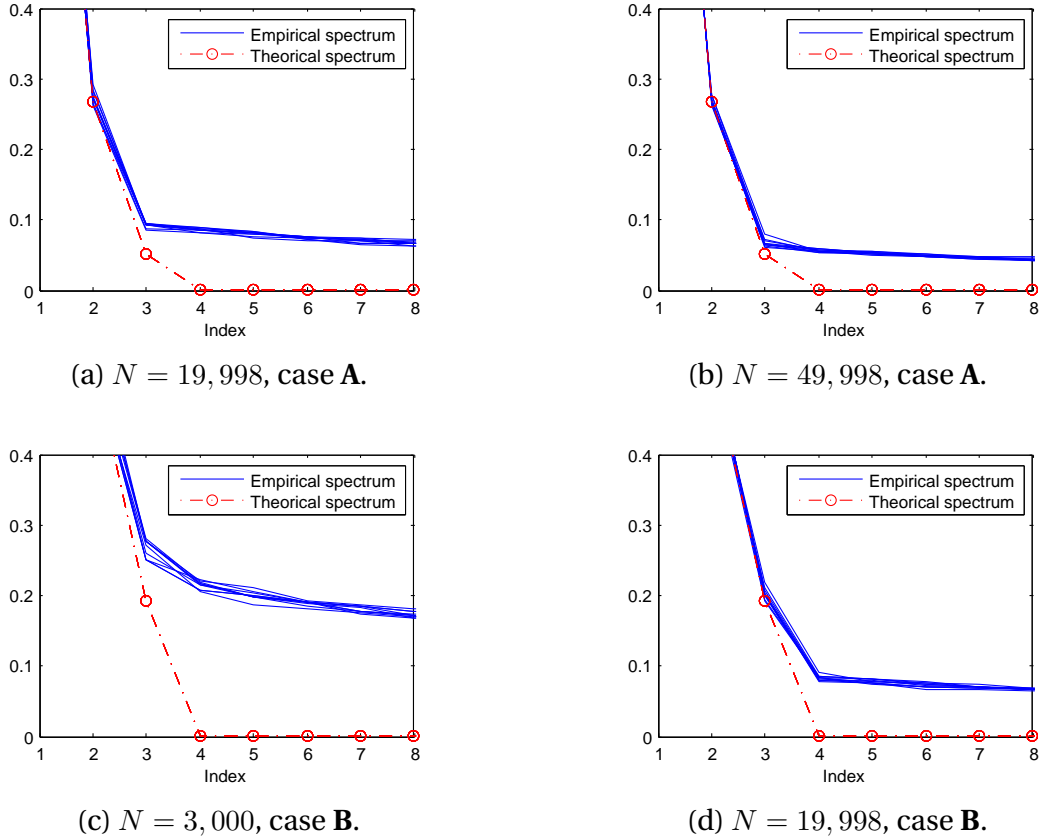 0.4
0.3
0.2
0.1
0
1 2 3 4 5 6 7 8
Index
Empirical spectrum
Theorical spectrum
(a) N = 19,998, case A.
0.4
0.3
0.2
0.1
0
1 2 3 4 5 6 7 8
Index
Empirical spectrum
Theorical spectrum
(b) N = 49,998, case A.
0.4
0.3
0.2
0.1
0
1 2 3 4 5 6 7 8
Index
Empirical spectrum
Theorical spectrum
(c) N = 3,000, case B.
0.4
0.3
0.2
0.1
0
1 2 3 4 5 6 7 8
Index
Empirical spectrum
Theorical spectrum
(d) N = 19,998, case B.